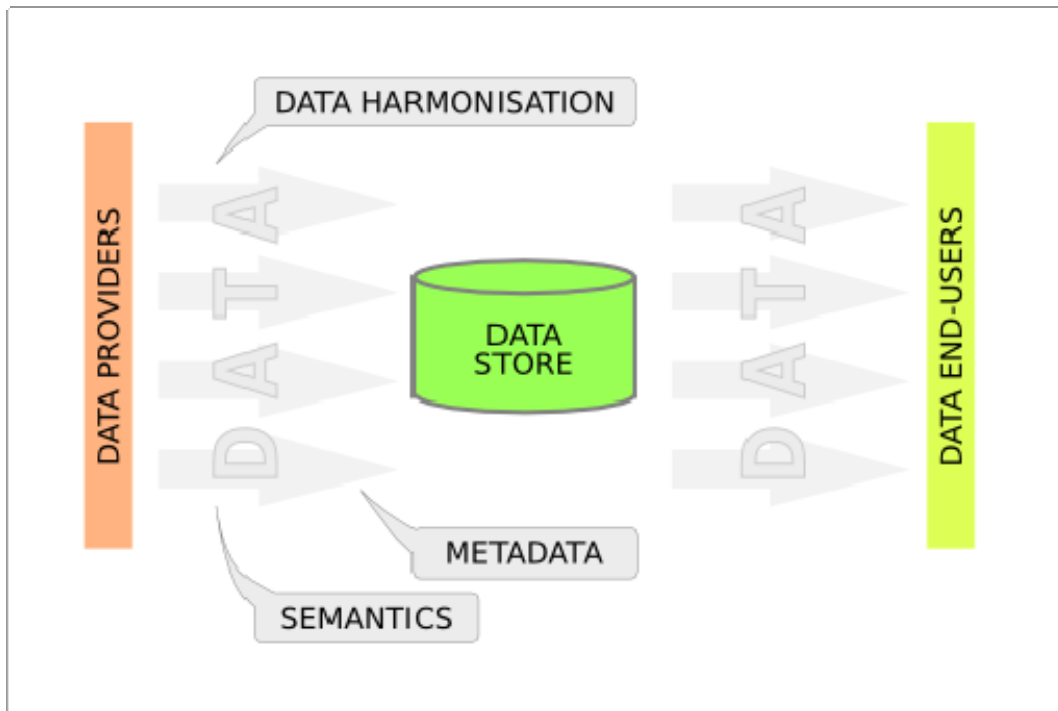 DATA HARMONISATION
DATA PROVIDERS
DATA
DATA
STORE
DATA
DATA END-USERS
METADATA
SEMANTICS